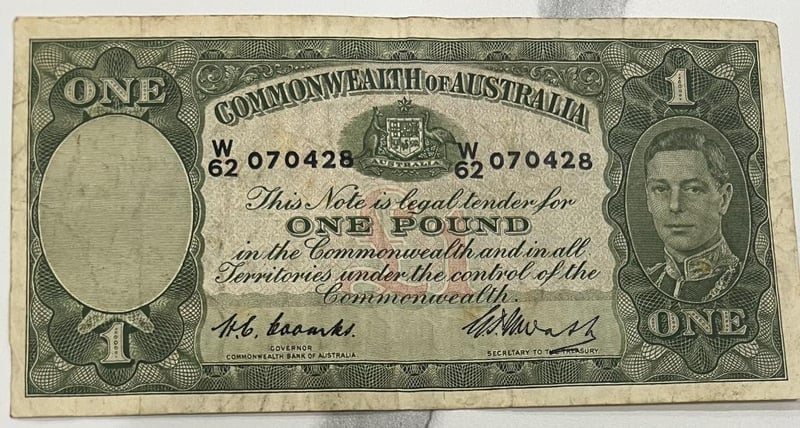 ONE
COMMONWEALTH OF AUSTRALIA
1
W/62 070428
AUSTRALIA
W/62 070428
This Note is legal tender for
ONE POUND
in the Commonwealth and in all
Territories under the control of the
Commonwealth.
1
GOVERNOR
COMMONWEALTH BANK OF AUSTRALIA
SECRETARY TO THE TREASURY
ONE